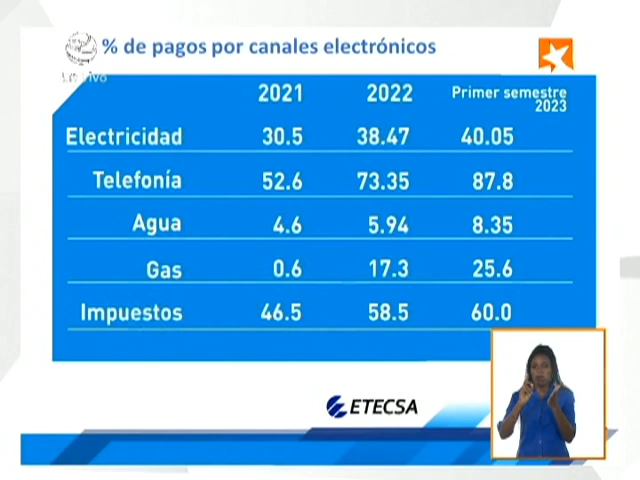 % de pagos por canales electrónicos
En vivo
2021 2022 Primer semestre
2023
Electricidad 30.5 38.47 40.05
Telefonía 52.6 73.35 87.8
Agua 4.6 5.94 8.35
Gas 0.6 17.3 25.6
Impuestos 46.5 58.5 60.0
ETECSA